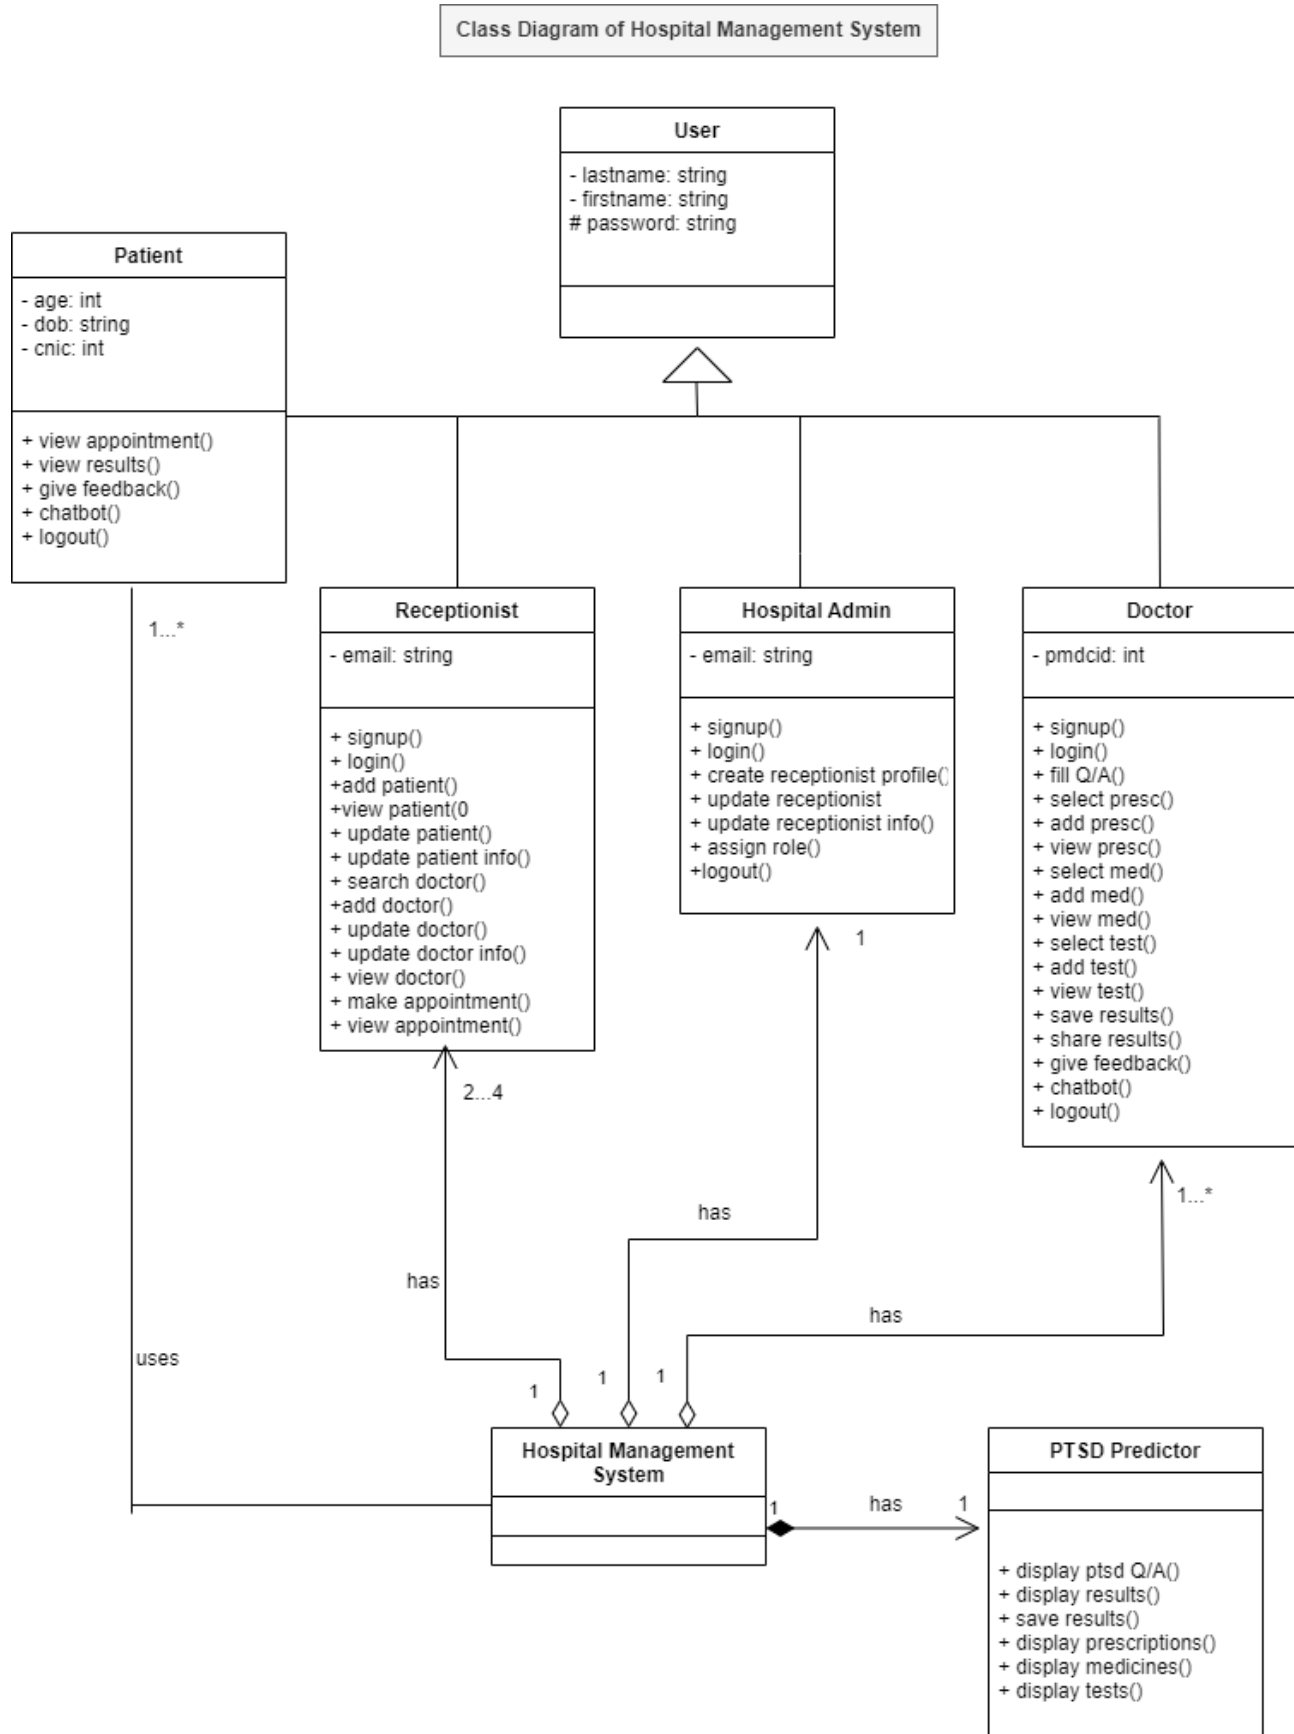 Class Diagram of Hospital Management System
User
- lastname: string
- firstname: string
# password: string
Patient
- age: int
- dob: string
- cnic: int
+ view appointment()
+ view results()
+ give feedback()
+ chatbot()
+ logout()
1...*
Receptionist
- email: string
+ signup()
+ login()
+add patient()
+view patient(0
+ update patient()
+ update patient info()
+ search doctor()
+add doctor()
+ update doctor()
+ update doctor info()
+ view doctor()
+ make appointment()
+ view appointment()
2...4
Hospital Admin
- email: string
+ signup()
+ login()
+ create receptionist profile()
+ update receptionist
+ update receptionist info()
+ assign role()
+logout()
1
Doctor
- pmdcid: int
+ signup()
+ login()
+ fill Q/A()
+ select presc()
+ add presc()
+ view presc()
+ select med()
+ add med()
+ view med()
+ select test()
+ add test()
+ view test()
+ save results()
+ share results()
+ give feedback()
+ chatbot()
+ logout()
1...*
has
has
has
uses
1
1
1
Hospital Management
System
1
has
1
PTSD Predictor
+ display ptsd Q/A()
+ display results()
+ save results()
+ display prescriptions()
+ display medicines()
+ display tests()